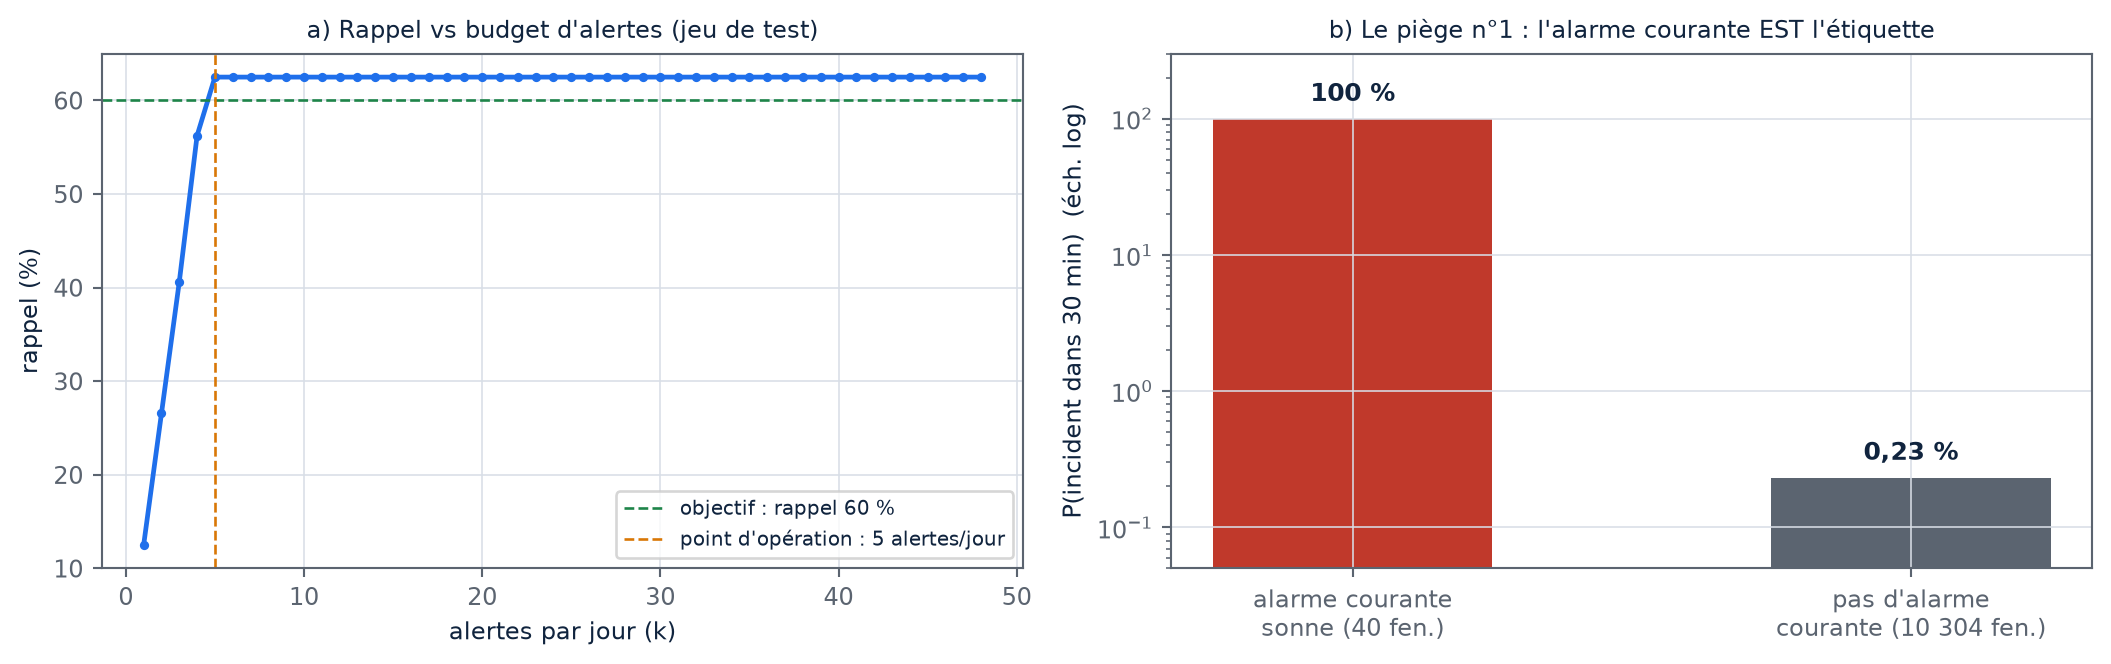 a) Rappel vs budget d'alertes (jeu de test)
rappel (%)
60
50
40
30
20
10
0
10
20
30
40
50
alertes par jour (k)
objectif : rappel 60 %
point d'opération : 5 alertes/jour
b) Le piège n°1 : l'alarme courante EST l'étiquette
P(incident dans 30 min) (éch. log)
10²
10¹
10⁰
10⁻¹
100 %
0,23 %
alarme courante
sonne (40 fen.)
pas d'alarme
courante (10 304 fen.)